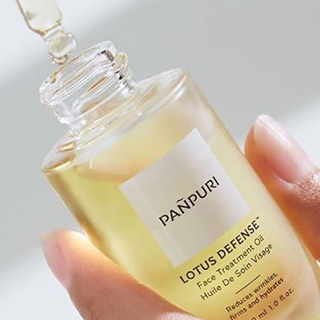 PAÑPURI
LOTUS DEFENSE™
Face Treatment Oil
Huile De Soin Visage
Reduces wrinkles,
firms and hydrates
ml 1.0 fl.oz.